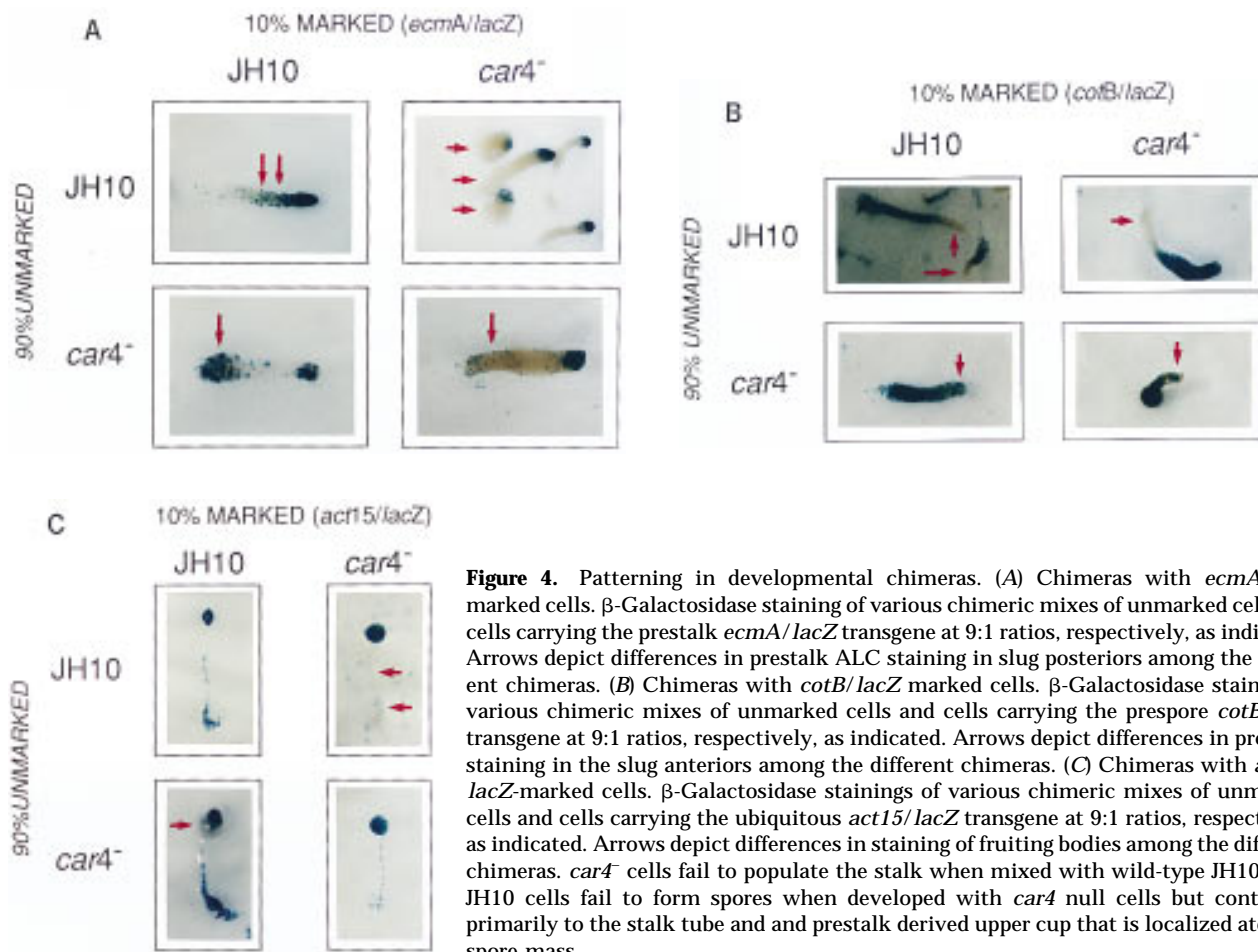 A
10% MARKED (ecmA/lacZ)
JH10
car4⁻
90%UNMARKED
JH10
car4⁻
B
10% MARKED (cotB/lacZ)
JH10
car4⁻
90% UNMARKED
JH10
car4⁻
C
10% MARKED (act15/lacZ)
JH10
car4⁻
90%UNMARKED
JH10
car4⁻
Figure 4. Patterning in developmental chimeras. (A) Chimeras with ecmA
marked cells. β-Galactosidase staining of various chimeric mixes of unmarked cel
cells carrying the prestalk ecmA/lacZ transgene at 9:1 ratios, respectively, as indi
Arrows depict differences in prestalk ALC staining in slug posteriors among the
ent chimeras. (B) Chimeras with cotB/lacZ marked cells. β-Galactosidase stain
various chimeric mixes of unmarked cells and cells carrying the prespore cotB
transgene at 9:1 ratios, respectively, as indicated. Arrows depict differences in pre
staining in the slug anteriors among the different chimeras. (C) Chimeras with a
lacZ-marked cells. β-Galactosidase stainings of various chimeric mixes of unm
cells and cells carrying the ubiquitous act15/lacZ transgene at 9:1 ratios, respect
as indicated. Arrows depict differences in staining of fruiting bodies among the dif
chimeras. car4⁻ cells fail to populate the stalk when mixed with wild-type JH10
JH10 cells fail to form spores when developed with car4 null cells but cont
primarily to the stalk tube and and prestalk derived upper cup that is localized at
spore mass